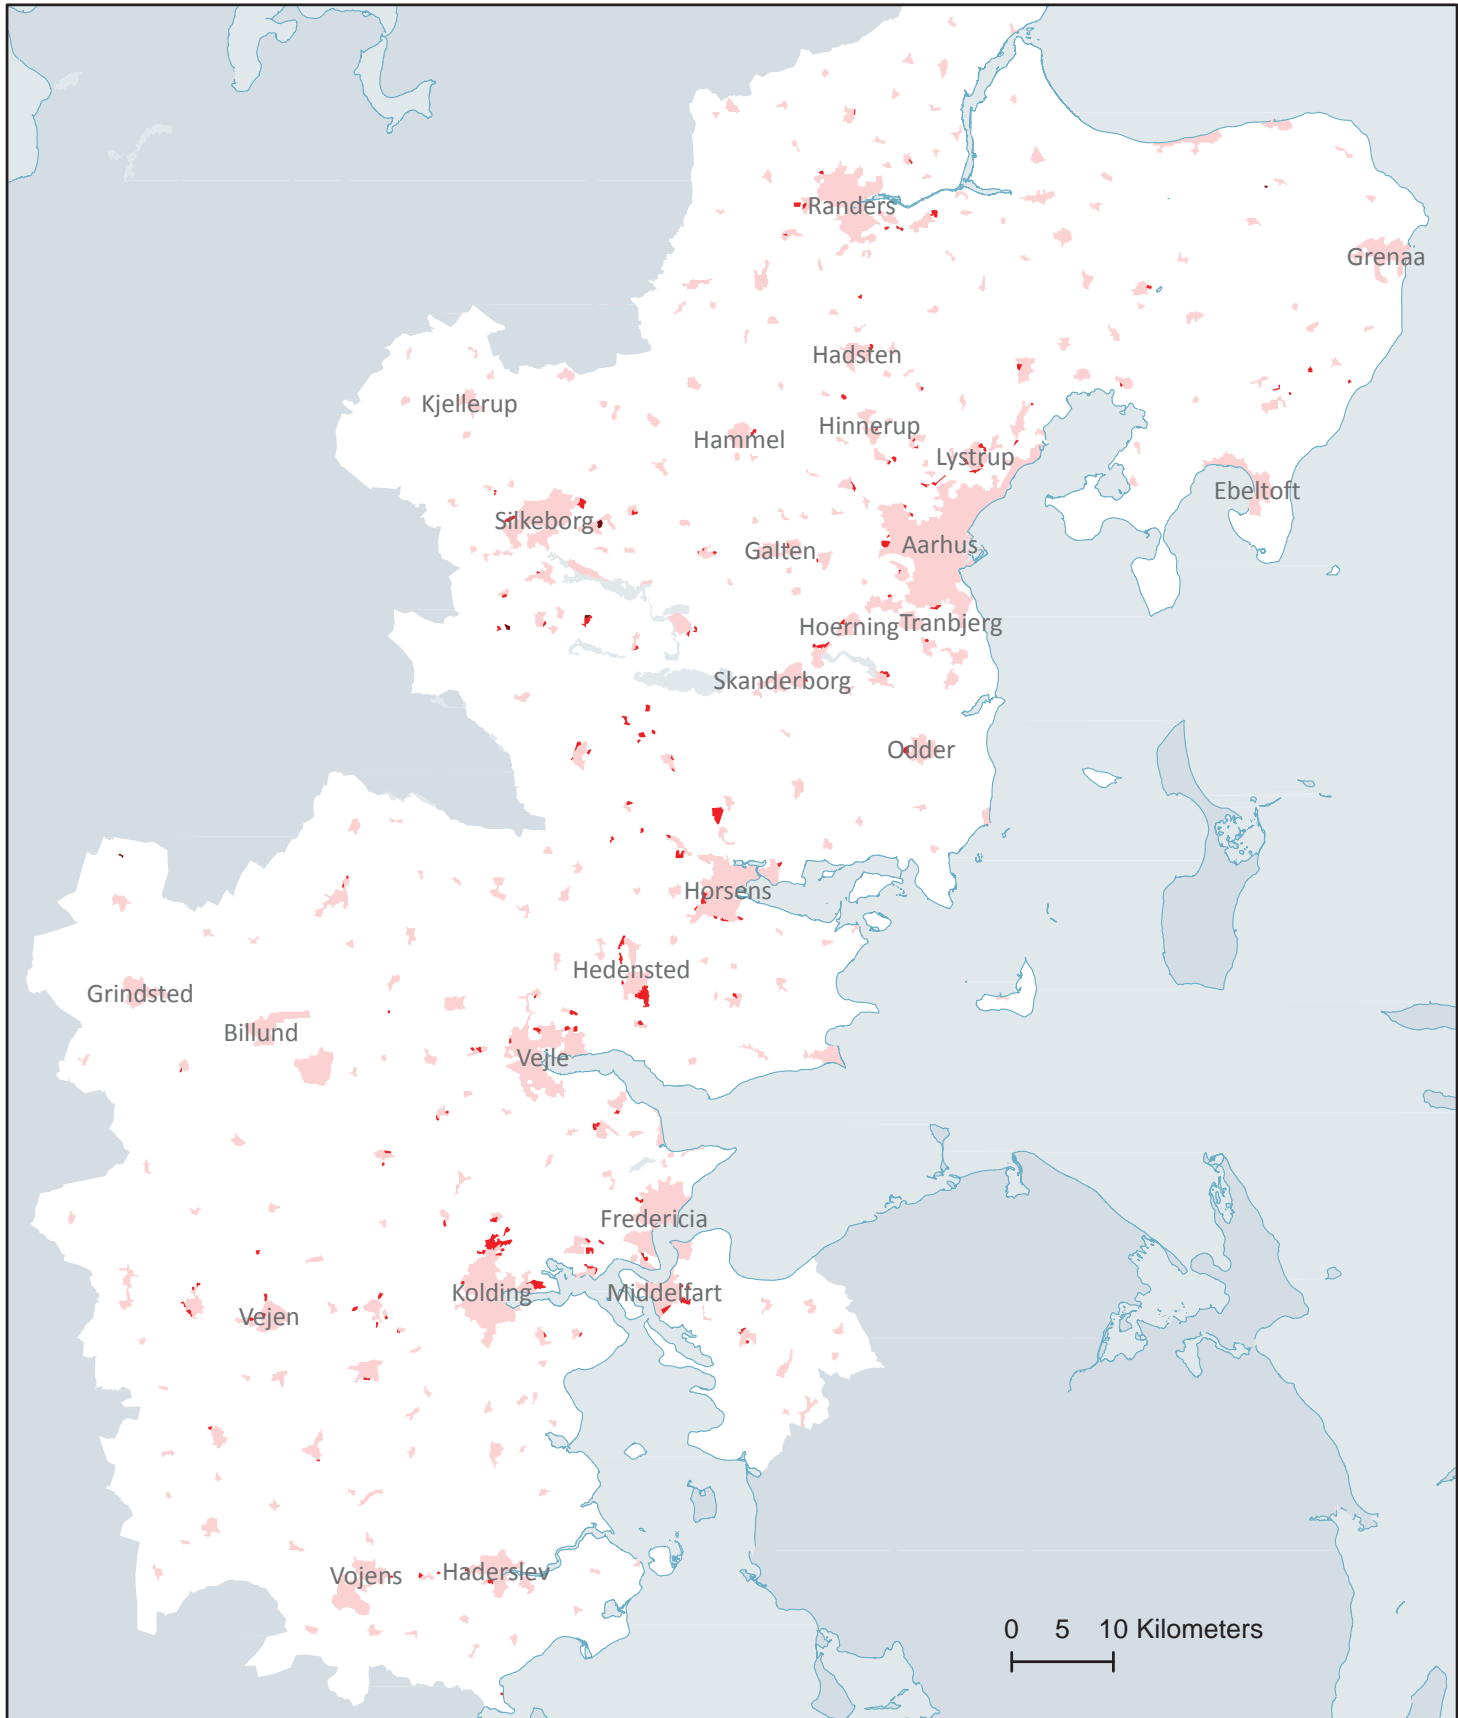 Randers
Grenaa
Hadsten
Kjellerup
Hinnerup
Hammel
Lystrup
Ebeltoft
Silkeborg
Galten
Aarhus
Hoerning
Tranbjerg
Skanderborg
Odder
Horsens
Hedensted
Grindsted
Billund
Vejle
Fredericia
Kolding
Middelfart
Vejen
Vojens
Haderslev
0 5 10 Kilometers